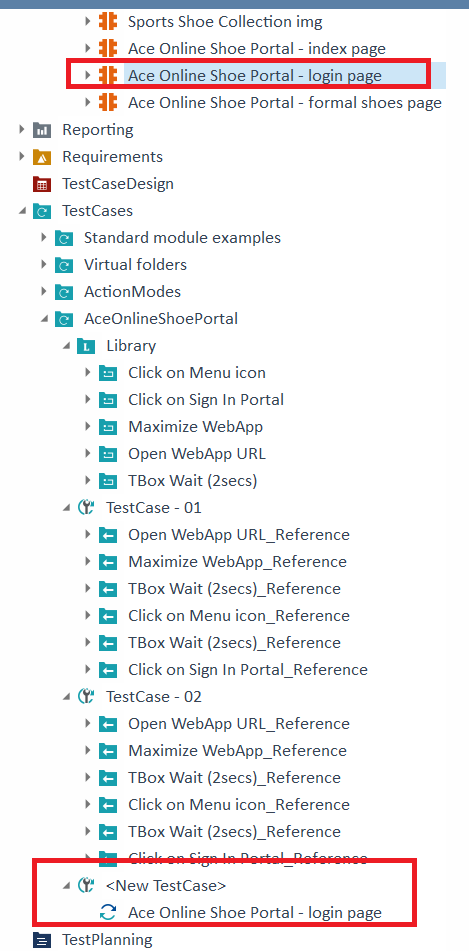 Sports Shoe Collection img
Ace Online Shoe Portal - index page
Ace Online Shoe Portal - login page
Ace Online Shoe Portal - formal shoes page
Reporting
Requirements
TestCaseDesign
TestCases
Standard module examples
Virtual folders
ActionModes
AceOnlineShoePortal
Library
Click on Menu icon
Click on Sign In Portal
Maximize WebApp
Open WebApp URL
TBox Wait (2secs)
TestCase - 01
Open WebApp URL_Reference
Maximize WebApp_Reference
TBox Wait (2secs)_Reference
Click on Menu icon_Reference
TBox Wait (2secs)_Reference
Click on Sign In Portal_Reference
TestCase - 02
Open WebApp URL_Reference
Maximize WebApp_Reference
TBox Wait (2secs)_Reference
Click on Menu icon_Reference
TBox Wait (2secs)_Reference
Click on Sign In Portal_Reference
<New TestCase>
Ace Online Shoe Portal - login page
TestPlanning